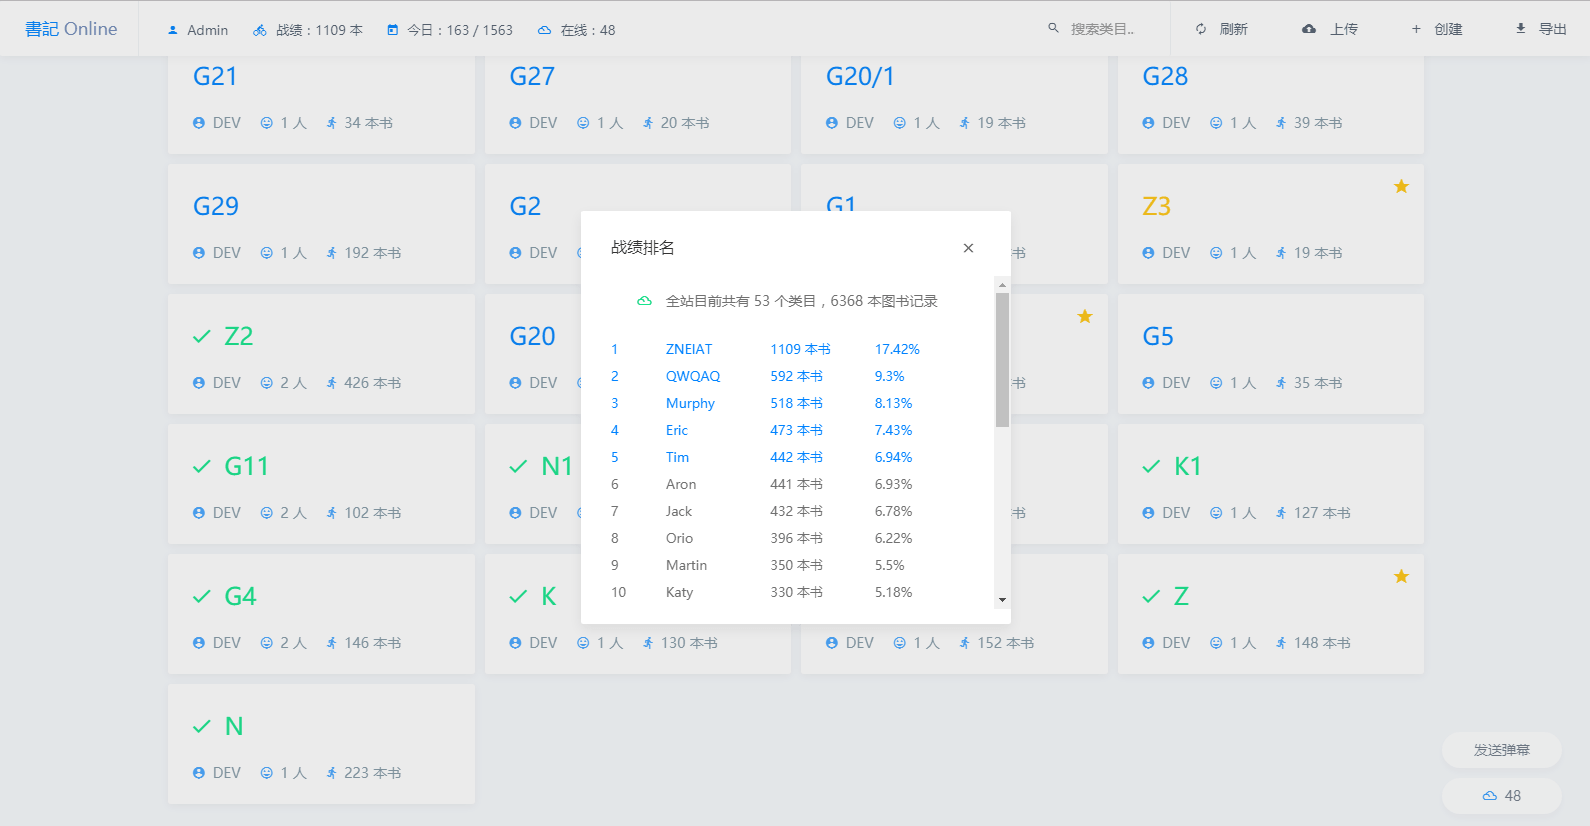 書記 Online
Admin
战绩：1109 本
今日：163 / 1563
在线：48
搜索类目..
刷新
上传
创建
导出
G21
DEV 1 人 34 本书
G27
DEV 1 人 20 本书
G20/1
DEV 1 人 19 本书
G28
DEV 1 人 39 本书
G29
DEV 1 人 192 本书
G2
DEV
G1
本书
Z3
DEV 1 人 19 本书
Z2
DEV 2 人 426 本书
G20
DEV
本书
G5
DEV 1 人 35 本书
G11
DEV 2 人 102 本书
N1
DEV
本书
K1
DEV 1 人 127 本书
G4
DEV 2 人 146 本书
K
DEV 1 人 130 本书
DEV 1 人 152 本书
Z
DEV 1 人 148 本书
N
DEV 1 人 223 本书
战绩排名
全站目前共有 53 个类目，6368 本图书记录
1 ZNEIAT 1109 本书 17.42%
2 QWQAQ 592 本书 9.3%
3 Murphy 518 本书 8.13%
4 Eric 473 本书 7.43%
5 Tim 442 本书 6.94%
6 Aron 441 本书 6.93%
7 Jack 432 本书 6.78%
8 Orio 396 本书 6.22%
9 Martin 350 本书 5.5%
10 Katy 330 本书 5.18%
发送弹幕
48